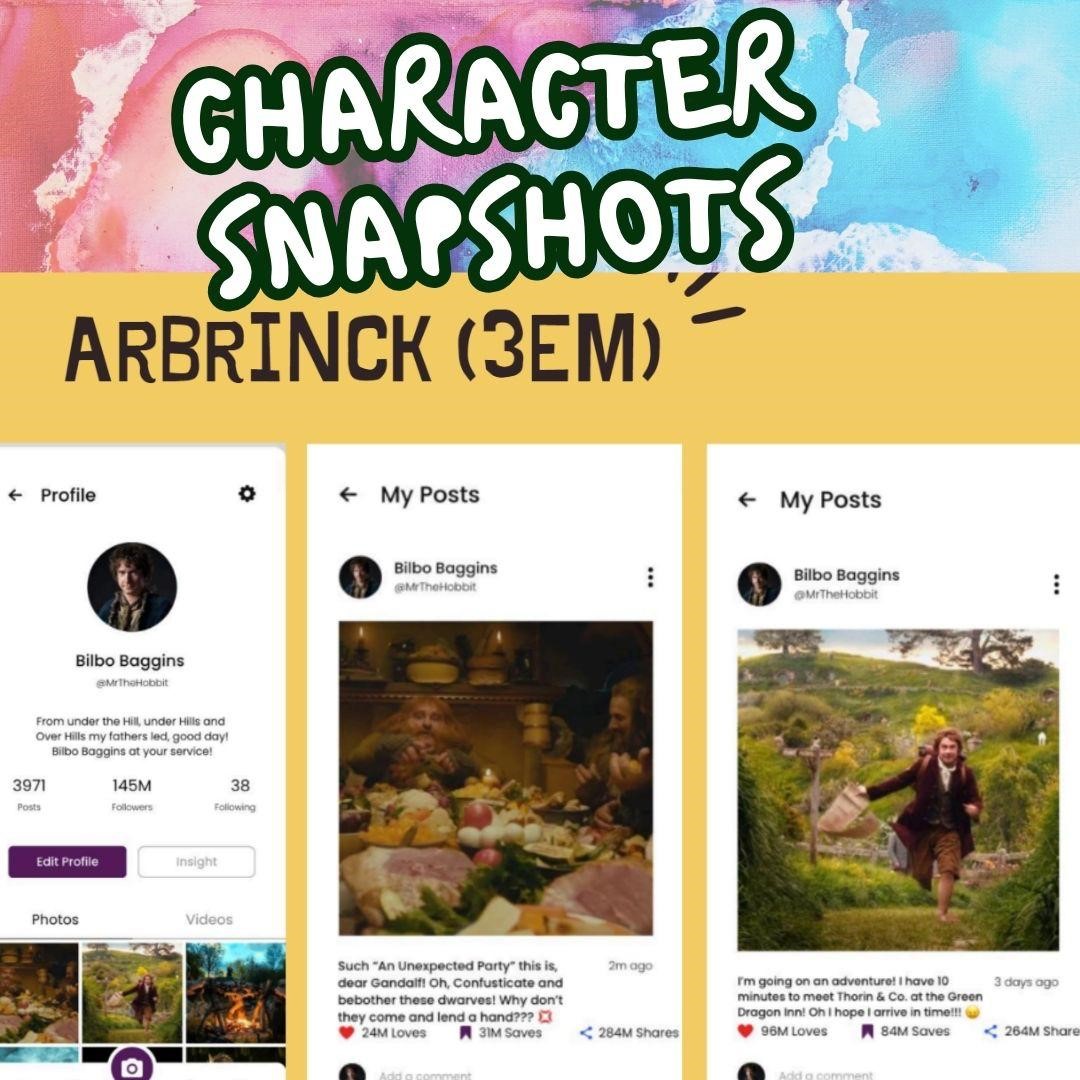 CHARACTER
SNAPSHOTS
ARBRINCK (3EM)
Profile
Bilbo Baggins
@MrTheHobbit
From under the Hill, under Hills and
Over Hills my fathers led, good day!
Bilbo Baggins at your service!
3971 145M 38
Posts Followers Following
Edit Profile Insight
Photos Videos
My Posts
Bilbo Baggins
@MrTheHobbit
Such "An Unexpected Party" this is, 2m ago
dear Gandalf! Oh, Confusticate and
bebother these dwarves! Why don't
they come and lend a hand??? 💢
24M Loves 31M Saves 284M Shares
Add a comment
My Posts
Bilbo Baggins
@MrTheHobbit
I'm going on an adventure! I have 10 3 days ago
minutes to meet Thorin & Co. at the Green
Dragon Inn! Oh I hope I arrive in time!!! 😄
96M Loves 84M Saves 264M Share
Add a comment